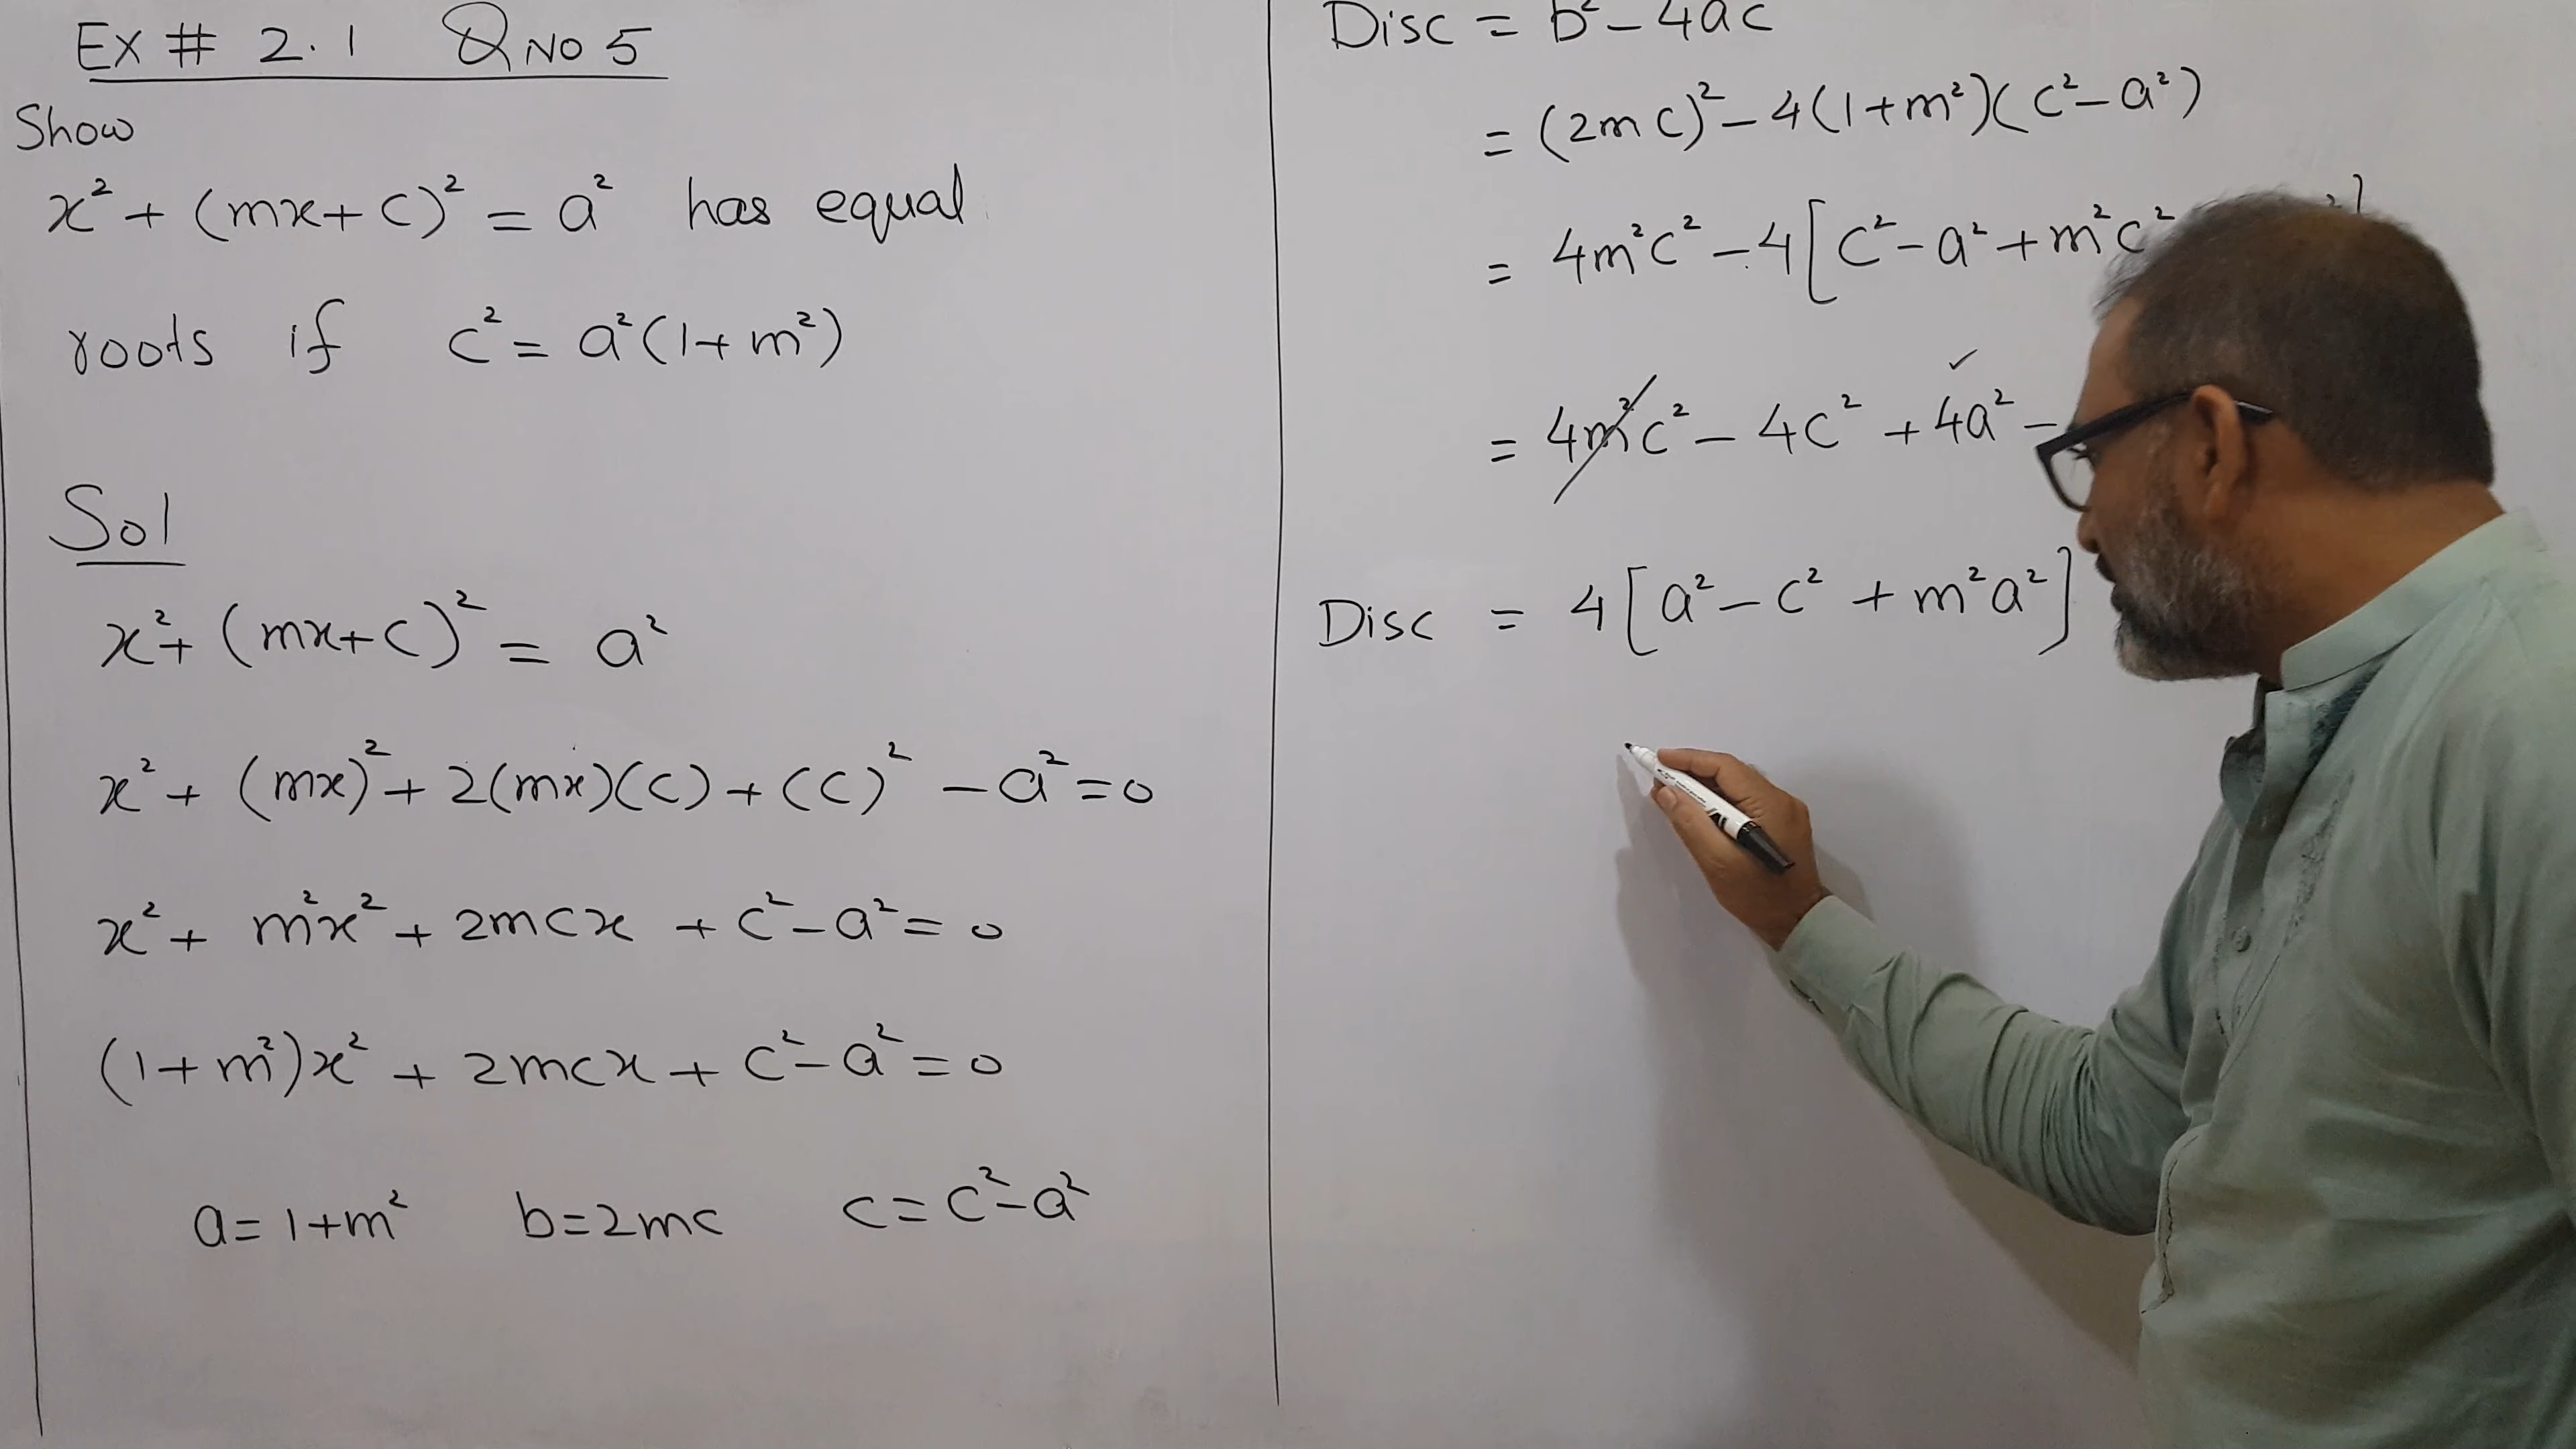 EX # 2.1 Q NO 5
Show
x² + (mx+c)² = a² has equal
roots if c² = a²(1+m²)
Sol
x² + (mx+c)² = a²
x² + (mx)² + 2(mx)(c) + (c)² - a² = 0
x² + m²x² + 2mcx + c² - a² = 0
(1+m²)x² + 2mcx + c² - a² = 0
a = 1+m² b = 2mc c = c² - a²
Disc = b² - 4ac
= (2mc)² - 4(1+m²)(c² - a²)
= 4m²c² - 4[c² - a² + m²c²
= 4m²c² - 4c² + 4a² -
Disc = 4[a² - c² + m²a²]